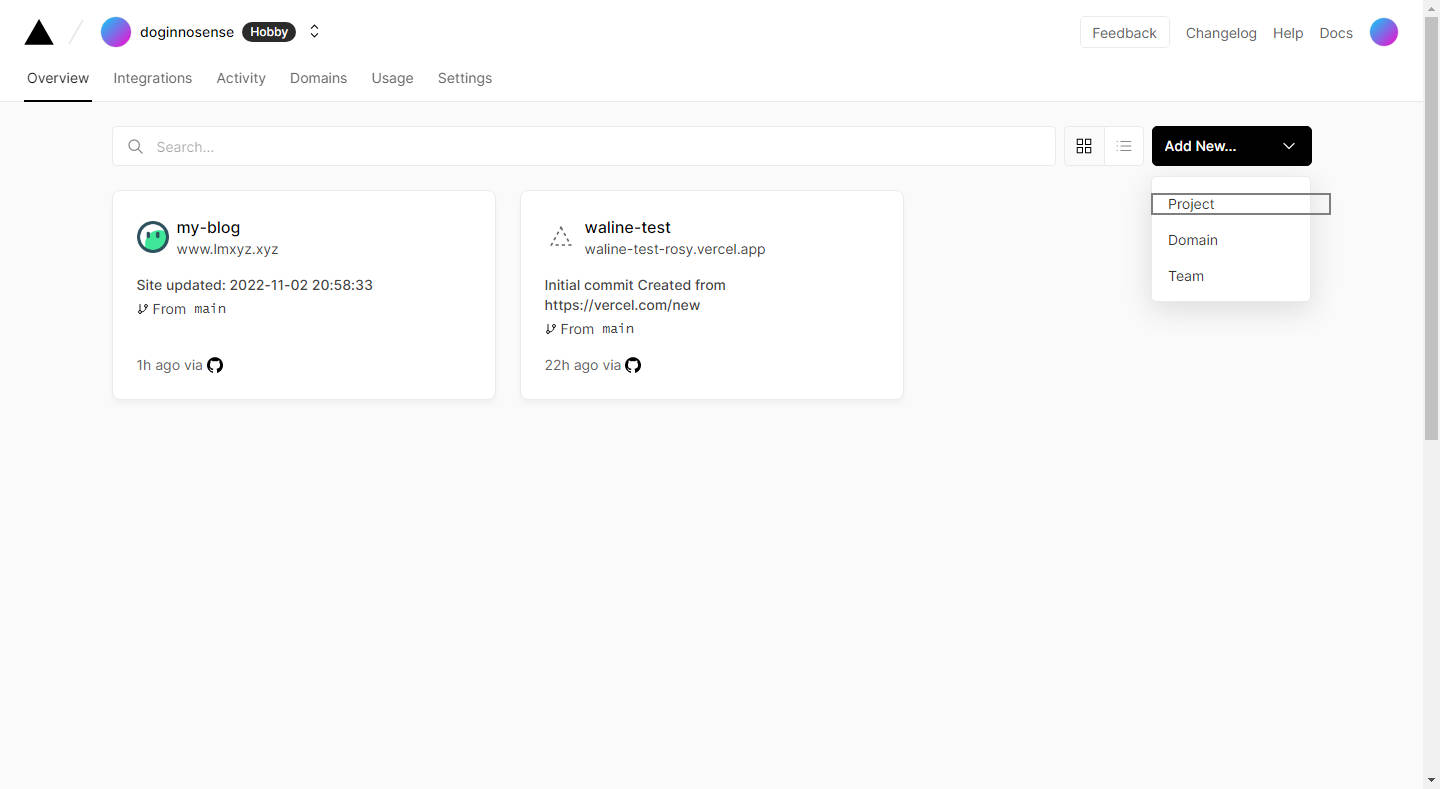 doginnosense Hobby
Feedback Changelog Help Docs
Overview Integrations Activity Domains Usage Settings
Search...
Add New...
Project
Domain
Team
my-blog
www.lmxyz.xyz
Site updated: 2022-11-02 20:58:33
From main
1h ago via
waline-test
waline-test-rosy.vercel.app
Initial commit Created from
https://vercel.com/new
From main
22h ago via